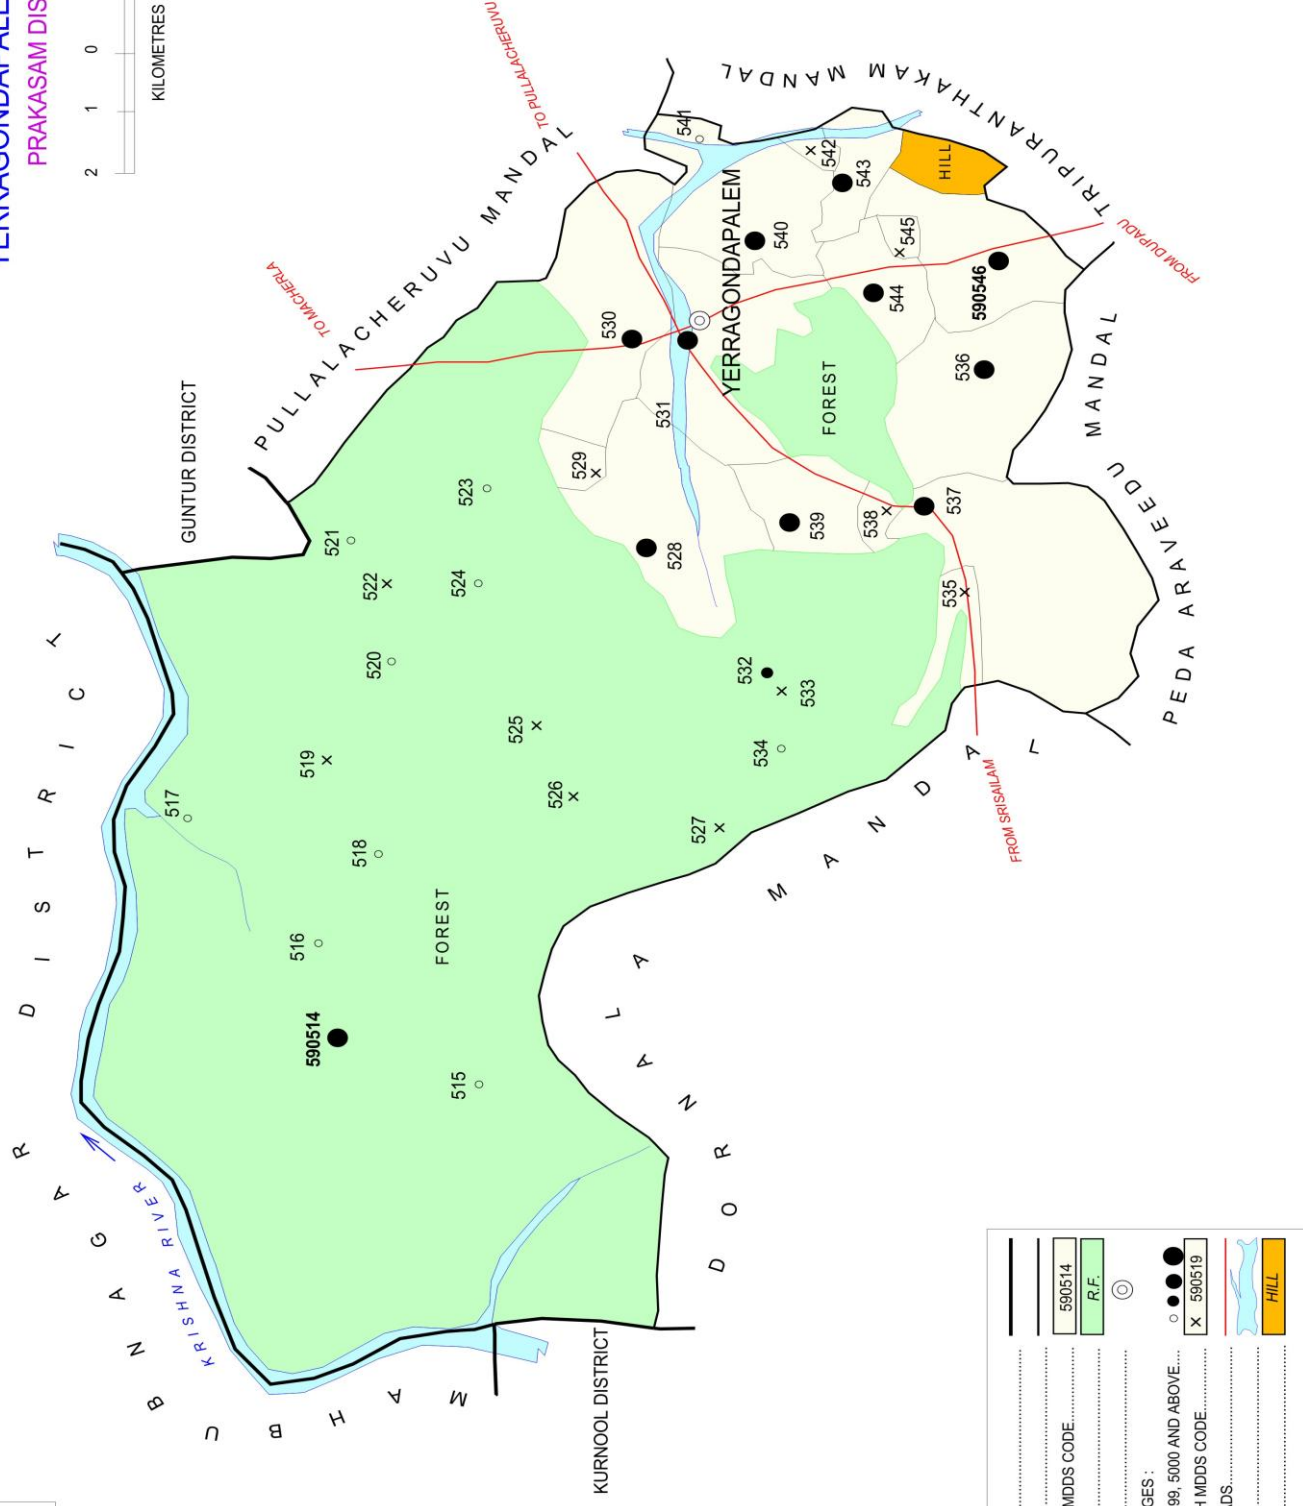 PRAKASAM DIS
KILOMETRES
2 1 0
TO PULLALACHERUVU
TO MACHERLA
PULLALACHERUVU MANDAL
TRIPURANTHAKAM MANDAL
GUNTUR DISTRICT
MAHBUBNAGAR DISTRICT
KRISHNA RIVER
541
542
543
HILL
YERRAGONDAPALEM
540
545
530
544
590546
FROM DUPADU
531
FOREST
536
529
523
521
522
524
528
539
538
537
535
520
532
533
534
519
525
526
527
517
518
516
FOREST
590514
515
PEDA ARAVEEDU MANDAL
FROM SRISAILAM
DORNALA MANDAL
KURNOOL DISTRICT
MDDS CODE
590514
R.F.
GES :
99, 5000 AND ABOVE...
H MDDS CODE
x 590519
ADS
HILL